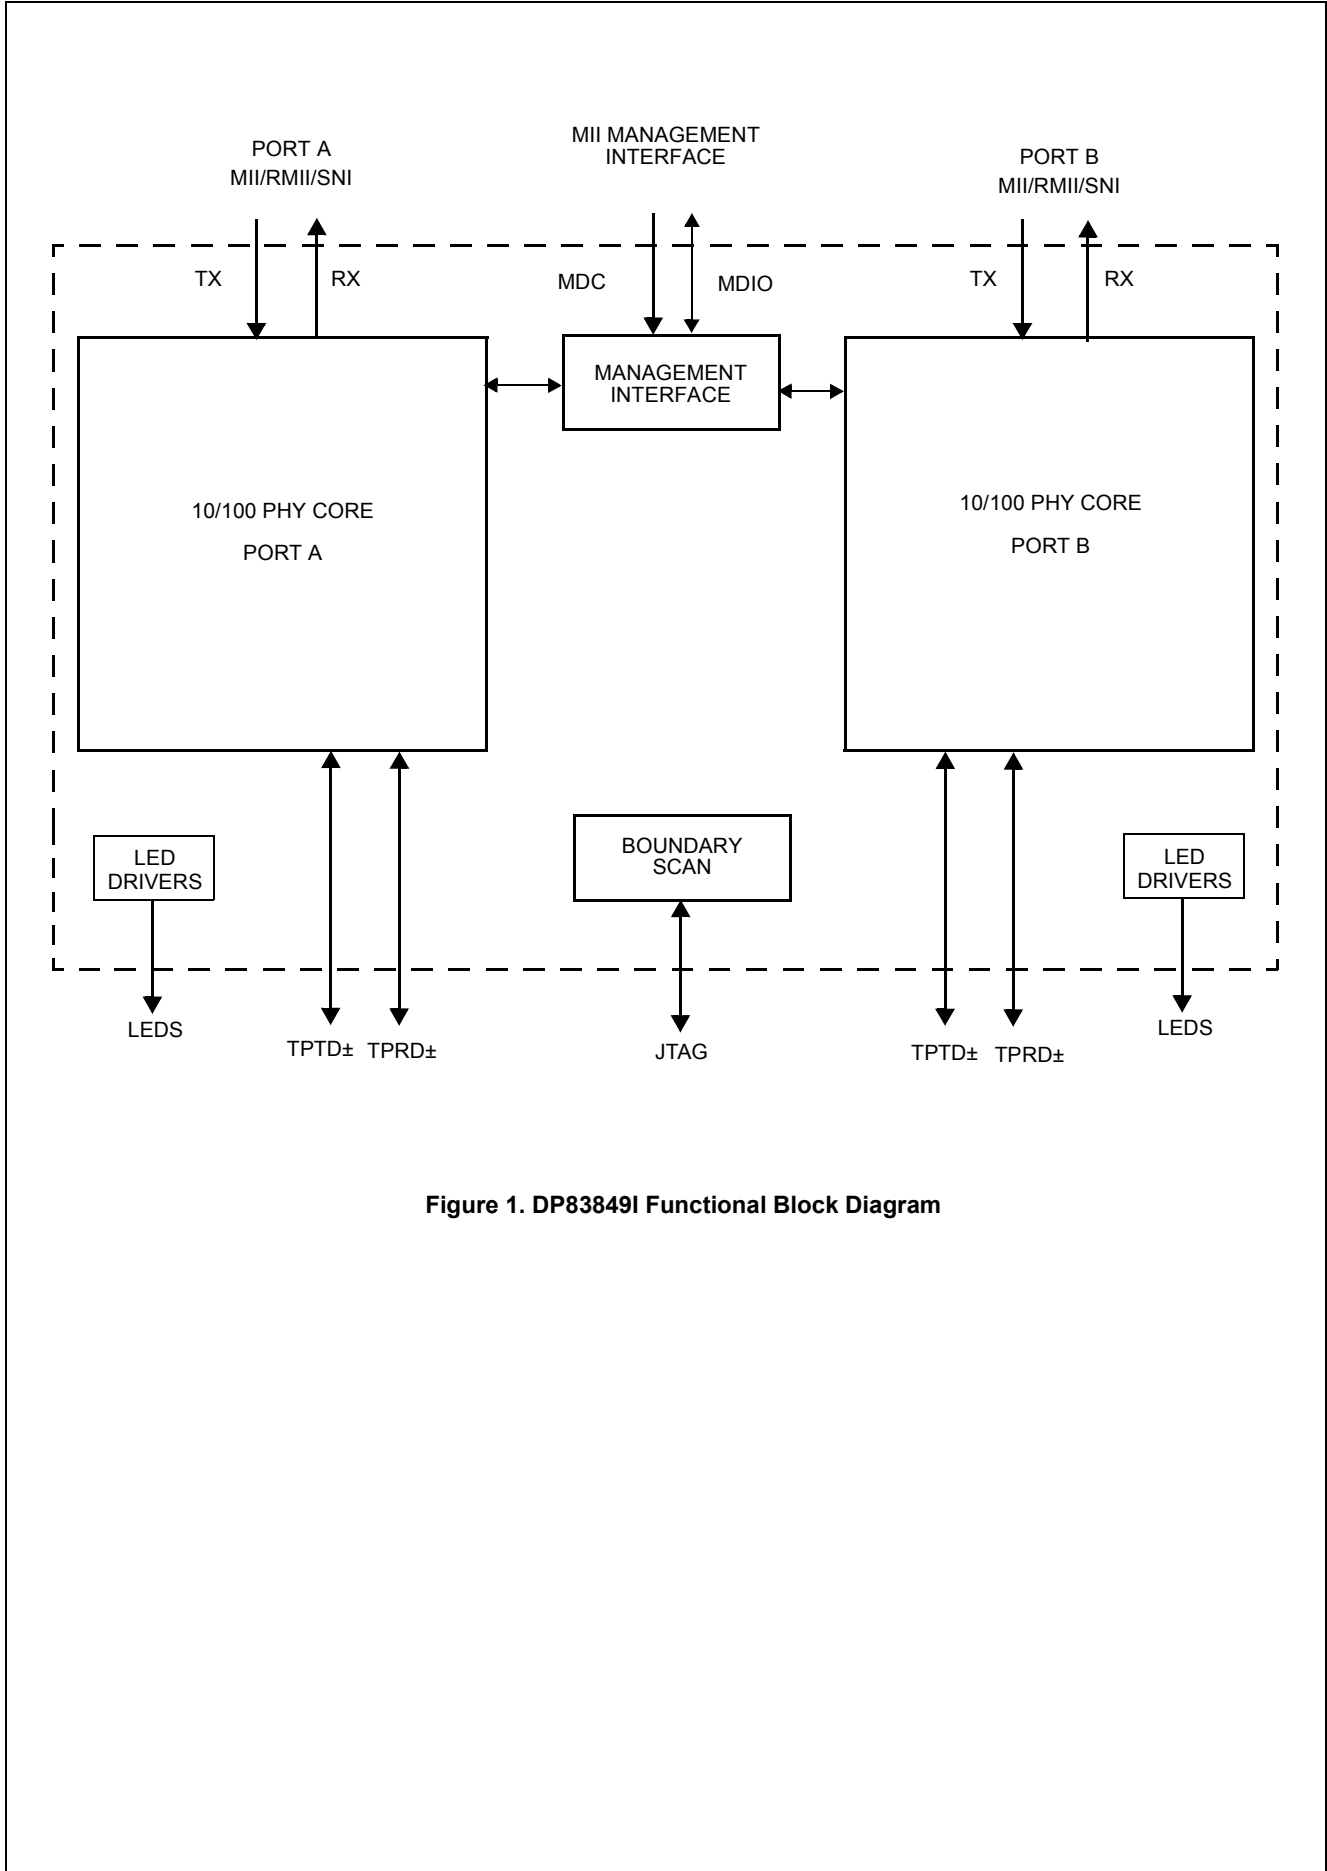 MII MANAGEMENT
INTERFACE
PORT A
MII/RMII/SNI
PORT B
MII/RMII/SNI
TX
RX
MDC
MDIO
TX
RX
MANAGEMENT
INTERFACE
10/100 PHY CORE
PORT A
10/100 PHY CORE
PORT B
LED
DRIVERS
BOUNDARY
SCAN
LED
DRIVERS
LEDS
TPTD±
TPRD±
JTAG
TPTD±
TPRD±
LEDS
Figure 1. DP83849I Functional Block Diagram